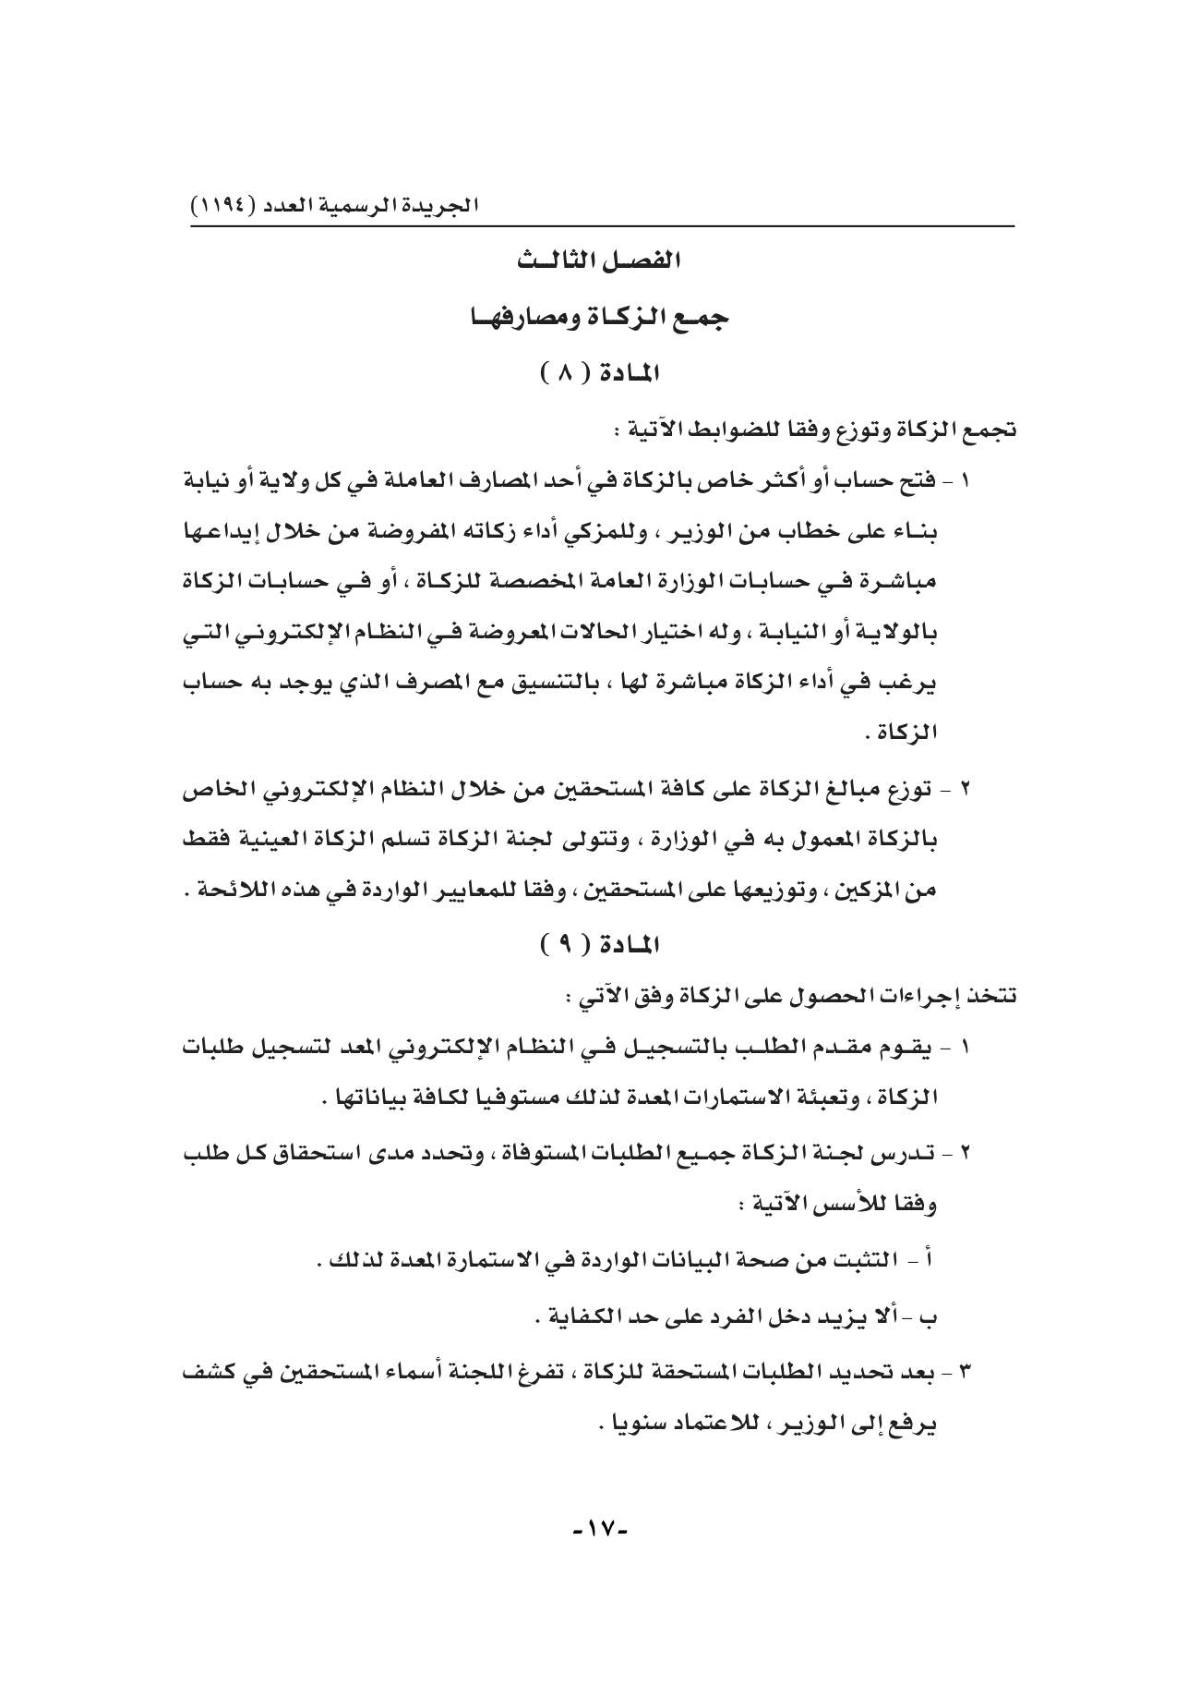 الجريدة الرسمية العدد (١١٩٤)
الفصل الثالث
جمع الزكاة ومصارفها
المادة ( ٨ )
تجمع الزكاة وتوزع وفقا للضوابط الآتية :
١ - فتح حساب أو أكثر خاص بالزكاة في أحد المصارف العاملة في كل ولاية أو نيابة
بناء على خطاب من الوزير ، وللمزكي أداء زكاته المفروضة من خلال إيداعها
مباشرة في حسابات الوزارة العامة المخصصة للزكاة ، أو في حسابات الزكاة
بالولاية أو النيابة ، وله اختيار الحالات المعروضة في النظام الإلكتروني التي
يرغب في أداء الزكاة مباشرة لها ، بالتنسيق مع المصرف الذي يوجد به حساب
الزكاة .
٢ - توزع مبالغ الزكاة على كافة المستحقين من خلال النظام الإلكتروني الخاص
بالزكاة المعمول به في الوزارة ، وتتولى لجنة الزكاة تسلم الزكاة العينية فقط
من المزكين ، وتوزيعها على المستحقين ، وفقا للمعايير الواردة في هذه اللائحة .
المادة ( ٩ )
تتخذ إجراءات الحصول على الزكاة وفق الآتي :
١ - يقوم مقدم الطلب بالتسجيل في النظام الإلكتروني المعد لتسجيل طلبات
الزكاة ، وتعبئة الاستمارات المعدة لذلك مستوفيا لكافة بياناتها .
٢ - تدرس لجنة الزكاة جميع الطلبات المستوفاة ، وتحدد مدى استحقاق كل طلب
وفقا للأسس الآتية :
أ - التثبت من صحة البيانات الواردة في الاستمارة المعدة لذلك .
ب - ألا يزيد دخل الفرد على حد الكفاية .
٣ - بعد تحديد الطلبات المستحقة للزكاة ، تفرغ اللجنة أسماء المستحقين في كشف
يرفع إلى الوزير ، للاعتماد سنويا .
-١٧-